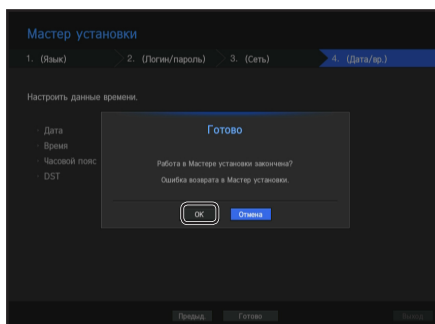 Мастер установки
1. (Язык) 2. (Логин/пароль) 3. (Сеть) 4. (Дата/вр.)
Настроить данные времени.
Готово
· Дата
· Время
· Часовой пояс
· DST
Работа в Мастере установки закончена?
Ошибка возврата в Мастер установки.
OK Отмена
Предыд. Готово Выход